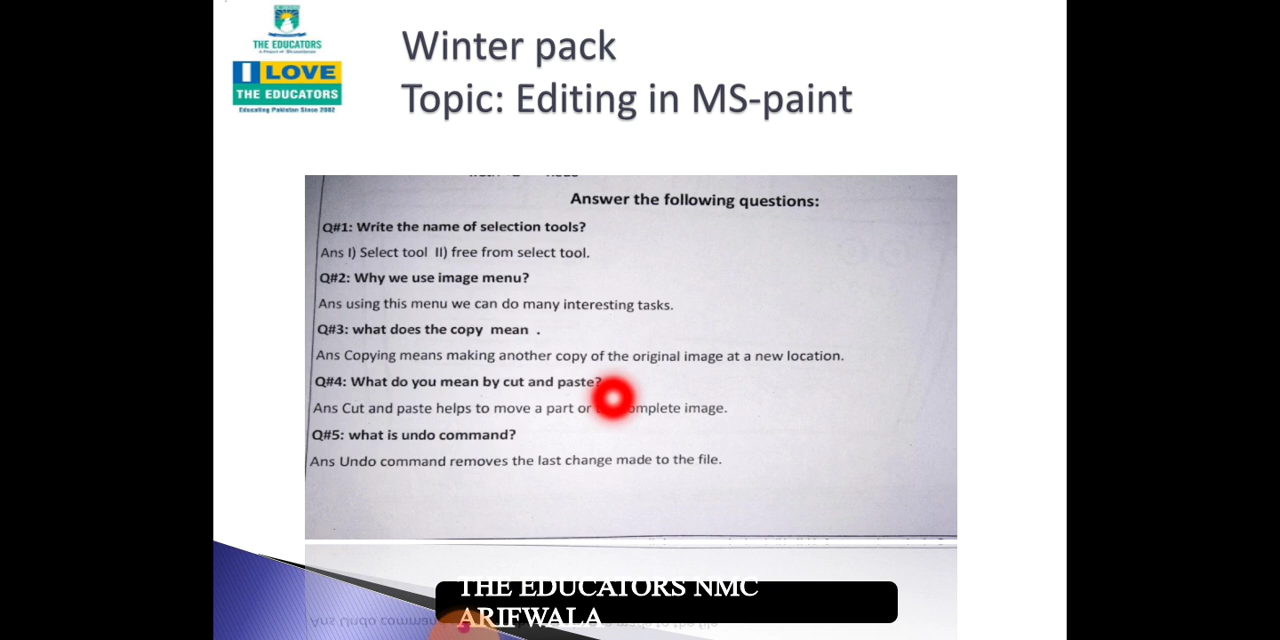 THE EDUCATORS
I LOVE
THE EDUCATORS
Educating Pakistan Since 2002
Winter pack
Topic: Editing in MS-paint
Answer the following questions:
Q#1: Write the name of selection tools?
Ans I) Select tool II) free from select tool.
Q#2: Why we use image menu?
Ans using this menu we can do many interesting tasks.
Q#3: what does the copy mean .
Ans Copying means making another copy of the original image at a new location.
Q#4: What do you mean by cut and paste?
Ans Cut and paste helps to move a part or image.
Q#5: what is undo command?
Ans Undo command removes the last change made to the file.
THE EDUCATORS NMC
ARIFWALA